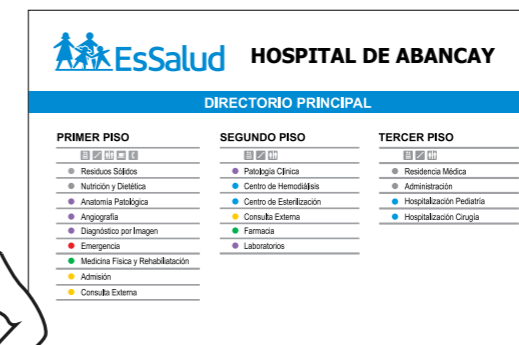 EsSalud HOSPITAL DE ABANCAY
DIRECTORIO PRINCIPAL
PRIMER PISO
Residuos Sólidos
Nutrición y Dietética
Anatomía Patológica
Angiografía
Diagnóstico por Imagen
Emergencia
Medicina Física y Rehabiliatación
Admisión
Consulta Externa
SEGUNDO PISO
Patología Clínica
Centro de Hemodiálisis
Centro de Esterilización
Consulta Externa
Farmacia
Laboratorios
TERCER PISO
Residencia Médica
Administración
Hospitalización Pediatria
Hospitalización Cirugía